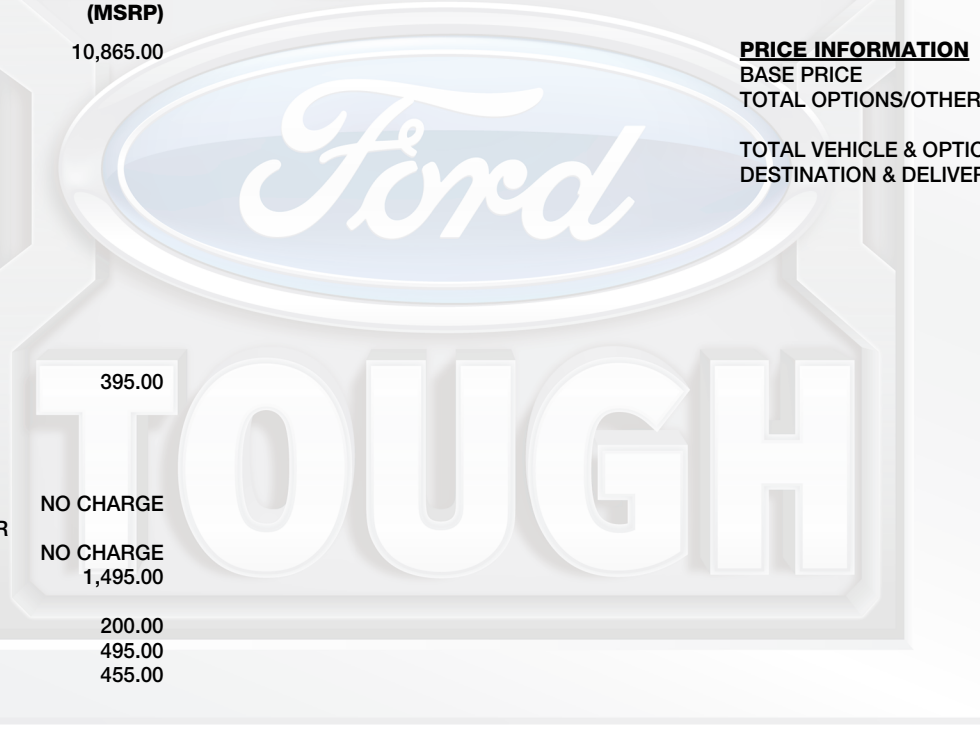 (MSRP)
10,865.00
395.00
NO CHARGE
R
NO CHARGE
1,495.00
200.00
495.00
455.00
PRICE INFORMATION
BASE PRICE
TOTAL OPTIONS/OTHER
TOTAL VEHICLE & OPTIO
DESTINATION & DELIVER
Ford
TOUGH